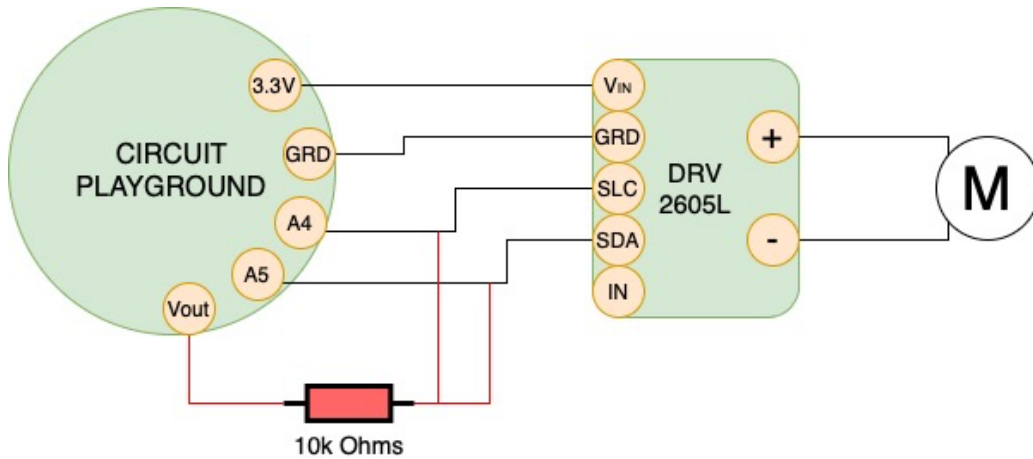 3.3V
GRD
CIRCUIT
PLAYGROUND
A4
A5
Vout
10k Ohms
VIN
GRD
SLC
SDA
IN
DRV
2605L
+
-
M